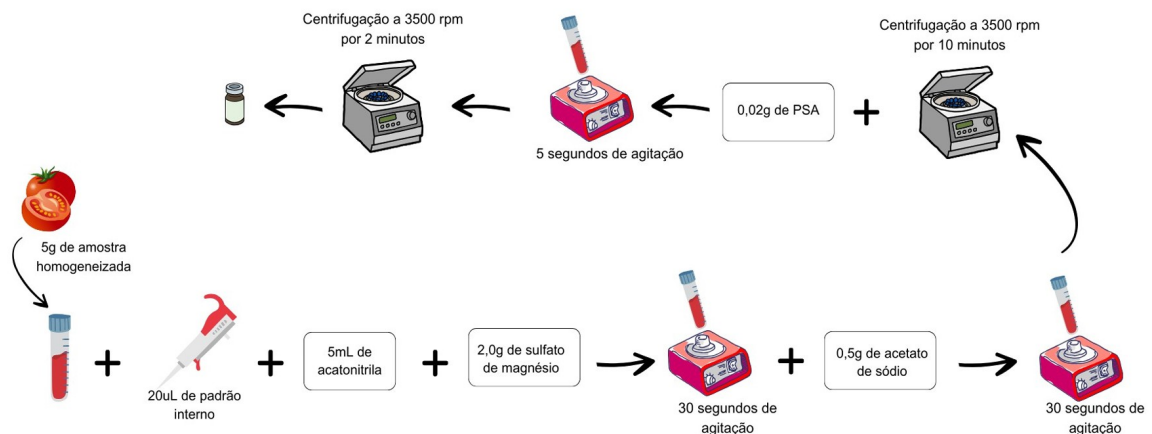 Centrifugação a 3500 rpm
por 2 minutos
Centrifugação a 3500 rpm
por 10 minutos
0,02g de PSA
5 segundos de agitação
5g de amostra
homogeneizada
20uL de padrão
interno
5mL de
acatonitrila
2,0g de sulfato
de magnésio
30 segundos de
agitação
0,5g de acetato
de sódio
30 segundos de
agitação